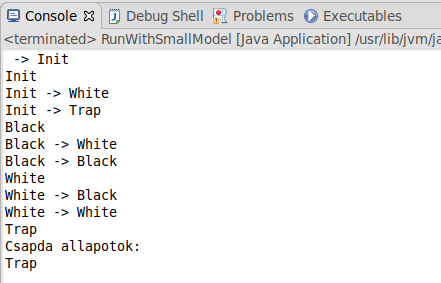 Console Debug Shell Problems Executables
<terminated> RunWithSmallModel [Java Application] /usr/lib/jvm/ja
-> Init
Init
Init -> White
Init -> Trap
Black
Black -> White
Black -> Black
White
White -> Black
White -> White
Trap
Csapda allapotok:
Trap